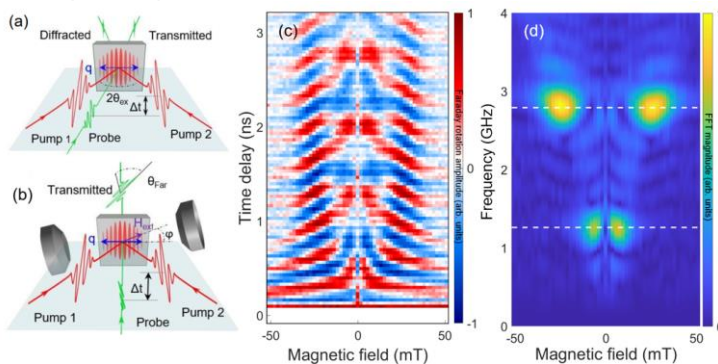 (a)
Diffracted
Transmitted
q
2θex
Δt
Pump 1
Probe
Pump 2
(b)
Transmitted
θFar
q
Hext
φ
Δt
Pump 1
Probe
Pump 2
(c)
Time delay (ns)
3
2
1
0
-50
0
50
Magnetic field (mT)
1
0
-1
Faraday rotation amplitude (arb. units)
(d)
Frequency (GHz)
4
3
2
1
0
-50
0
50
Magnetic field (mT)
FFT magnitude (arb. units)
0